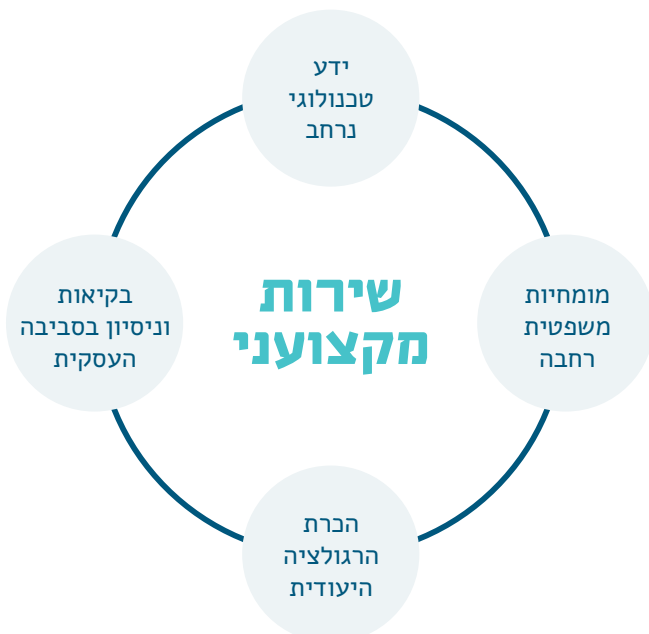 ידע
טכנולוגי
נרחב
מומחיות
משפטית
רחבה
שירות
מקצועני
בקיאות
וניסיון בסביבה
העסקית
הכרת
הרגולציה
היעודית